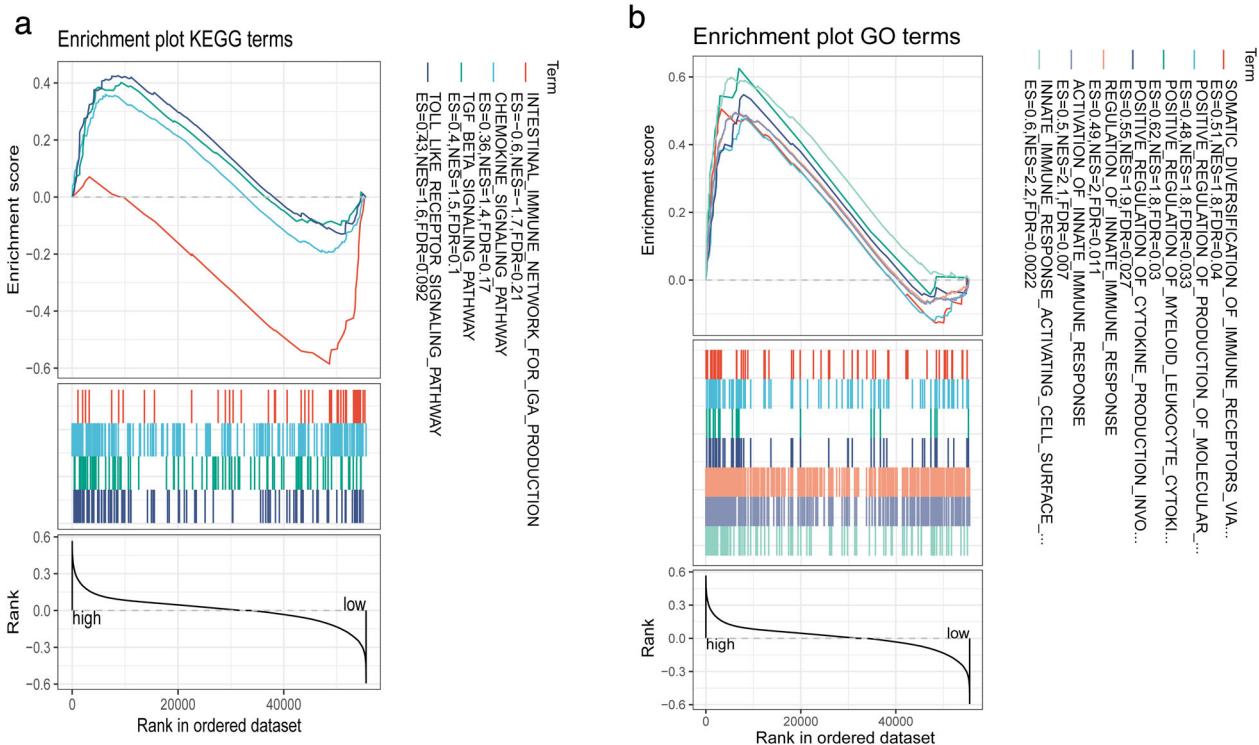 a
Enrichment plot KEGG terms
Enrichment score
0.4
0.2
0.0
−0.2
−0.4
−0.6
Rank
0.6
0.3
0.0
−0.3
−0.6
high
low
0
20000
40000
Rank in ordered dataset
Term
INTESTINAL_IMMUNE_NETWORK_FOR_IGA_PRODUCTION
ES=−0.6,NES=−1.7,FDR=0.21
CHEMOKINE_SIGNALING_PATHWAY
ES=0.36,NES=1.4,FDR=0.17
TGF_BETA_SIGNALING_PATHWAY
ES=0.4,NES=1.5,FDR=0.1
TOLL_LIKE_RECEPTOR_SIGNALING_PATHWAY
ES=0.43,NES=1.6,FDR=0.092
b
Enrichment plot GO terms
Enrichment score
0.6
0.4
0.2
0.0
Rank
0.6
0.3
0.0
−0.3
−0.6
high
low
0
20000
40000
Rank in ordered dataset
Term
SOMATIC_DIVERSIFICATION_OF_IMMUNE_RECEPTORS_VIA...
ES=0.51,NES=1.8,FDR=0.04
POSITIVE_REGULATION_OF_PRODUCTION_OF_MOLECULAR_...
ES=0.48,NES=1.8,FDR=0.033
POSITIVE_REGULATION_OF_MYELOID_LEUKOCYTE_CYTOKI...
ES=0.62,NES=1.8,FDR=0.03
POSITIVE_REGULATION_OF_CYTOKINE_PRODUCTION_INVO...
ES=0.55,NES=1.9,FDR=0.027
REGULATION_OF_INNATE_IMMUNE_RESPONSE
ES=0.49,NES=2,FDR=0.011
ACTIVATION_OF_INNATE_IMMUNE_RESPONSE
ES=0.5,NES=2.1,FDR=0.007
INNATE_IMMUNE_RESPONSE_ACTIVATING_CELL_SURFACE_...
ES=0.6,NES=2.2,FDR=0.0022